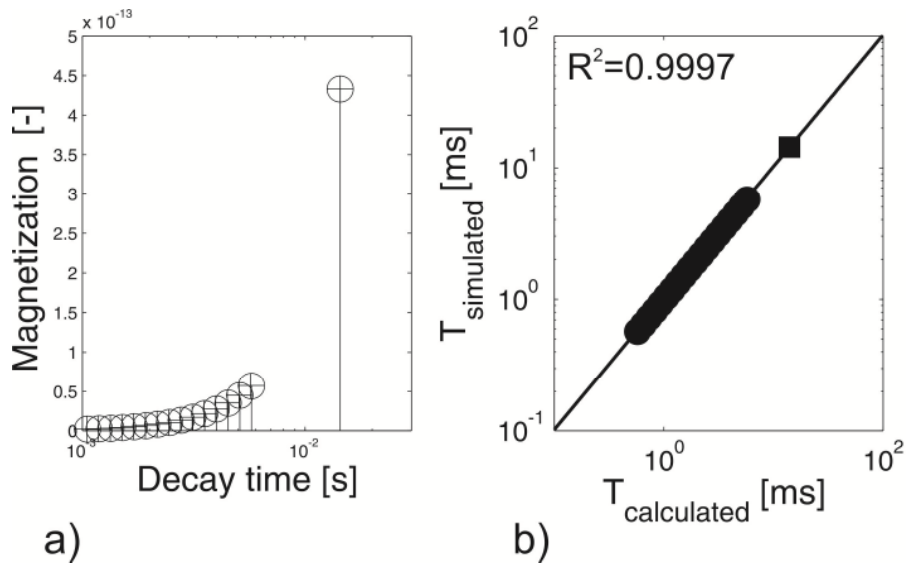 x 10^-13
5
4.5
4
3.5
3
2.5
2
1.5
1
0.5
0
10^-3
10^-2
Magnetization [-]
Decay time [s]
a)
R^2=0.9997
10^2
10^1
10^0
10^-1
10^0
10^2
T_simulated [ms]
T_calculated [ms]
b)